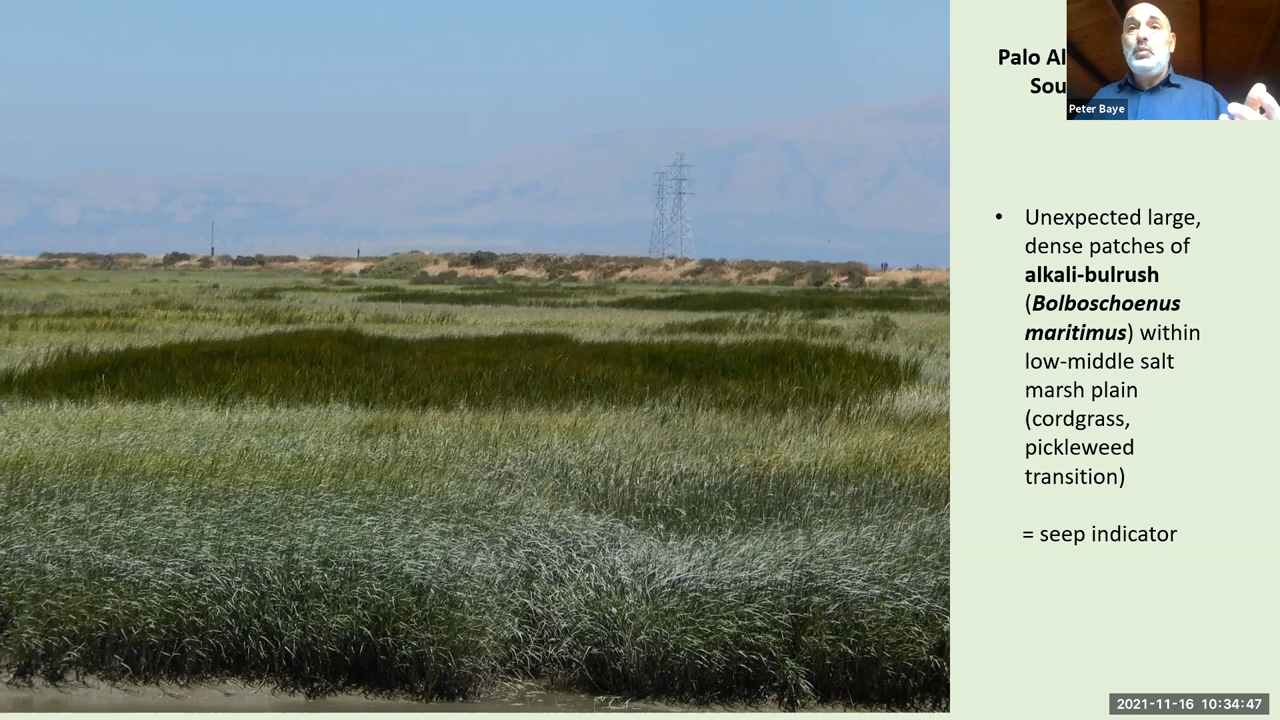 Palo Al
Sou
Peter Baye
• Unexpected large,
dense patches of
alkali-bulrush
(Bolboschoenus
maritimus) within
low-middle salt
marsh plain
(cordgrass,
pickleweed
transition)
= seep indicator
2021-11-16 10:34:47